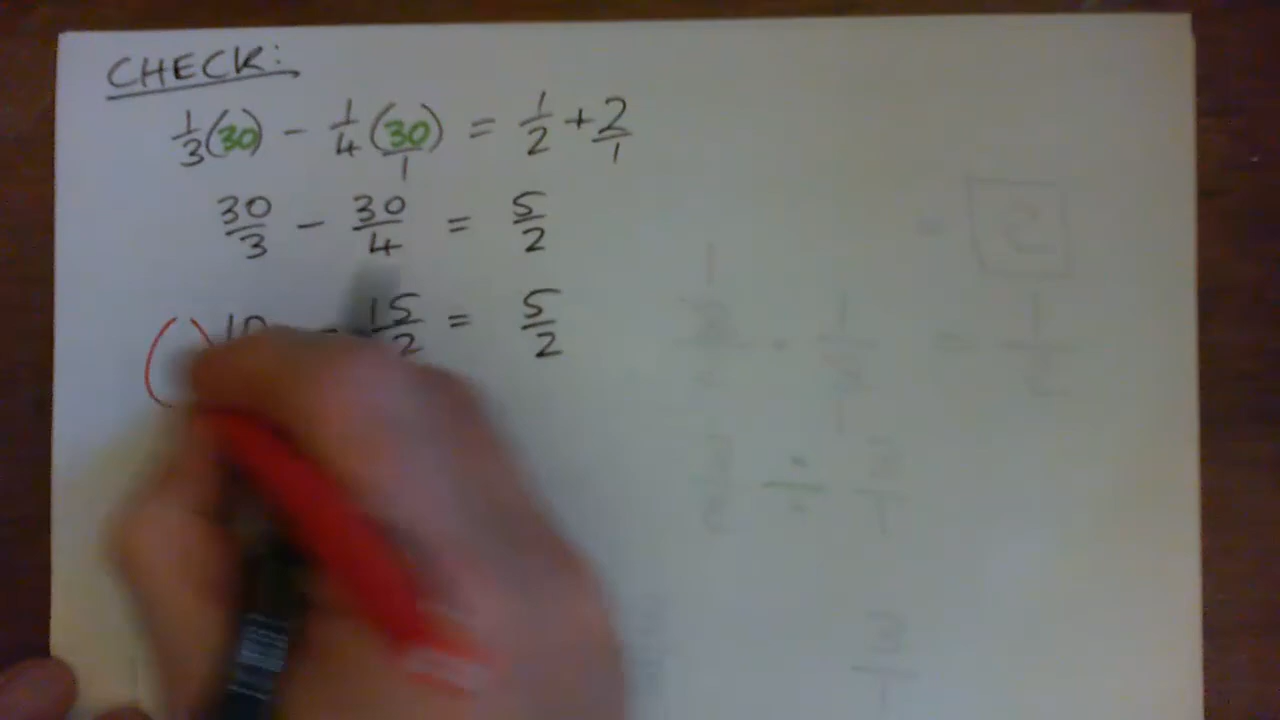 CHECK:
1/3(30) - 1/4(30/1) = 1/2 + 2/1
30/3 - 30/4 = 5/2
( ) 10 - 15/2 = 5/2